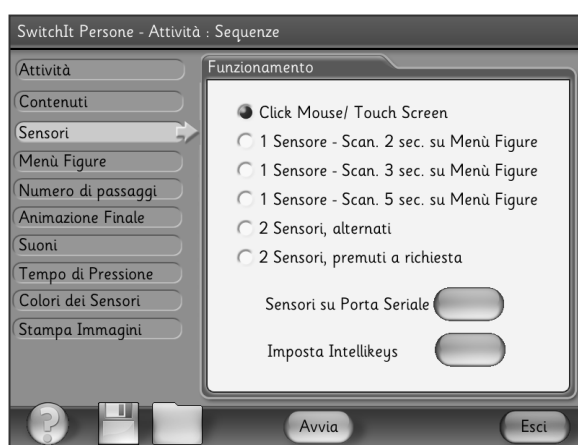 SwitchIt Persone - Attività : Sequenze
Attività
Contenuti
Sensori
Menù Figure
Numero di passaggi
Animazione Finale
Suoni
Tempo di Pressione
Colori dei Sensori
Stampa Immagini
Funzionamento
Click Mouse/ Touch Screen
1 Sensore - Scan. 2 sec. su Menù Figure
1 Sensore - Scan. 3 sec. su Menù Figure
1 Sensore - Scan. 5 sec. su Menù Figure
2 Sensori, alternati
2 Sensori, premuti a richiesta
Sensori su Porta Seriale
Imposta Intellikeys
?
Avvia
Esci